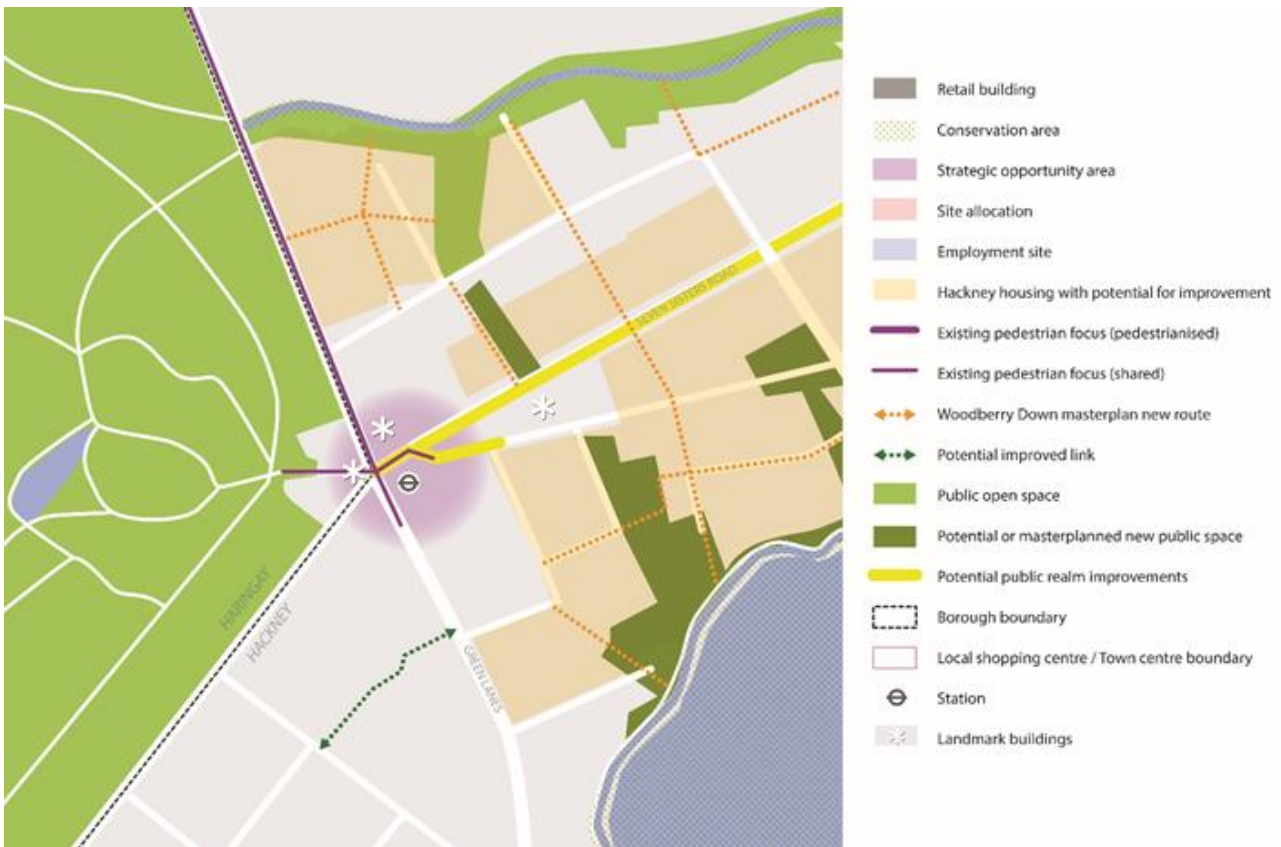 SEVEN SISTERS ROAD
HARINGAY
HACKNEY
GREEN LANES
Retail building
Conservation area
Strategic opportunity area
Site allocation
Employment site
Hackney housing with potential for improvement
Existing pedestrian focus (pedestrianised)
Existing pedestrian focus (shared)
Woodberry Down masterplan new route
Potential improved link
Public open space
Potential or masterplanned new public space
Potential public realm improvements
Borough boundary
Local shopping centre / Town centre boundary
Station
Landmark buildings